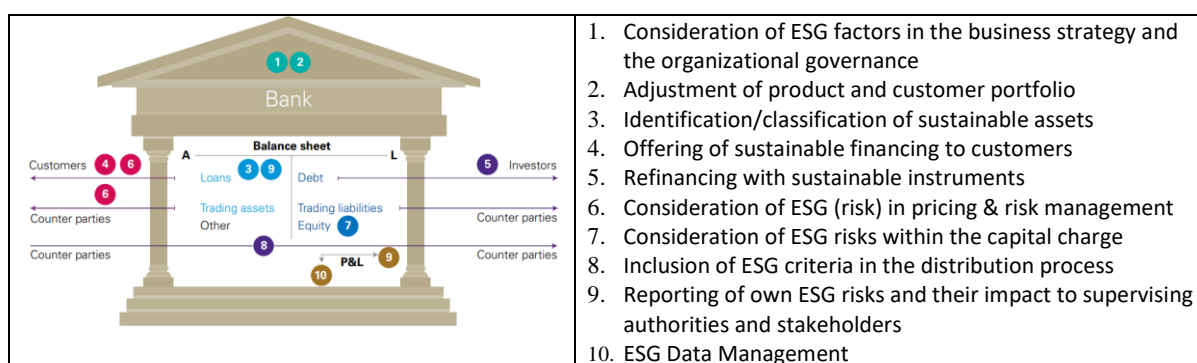 1 2
Bank
Balance sheet
A L
Customers 4 6
Loans 3 9
Debt
5 Investors
6
Counter parties
Trading assets
Other
Trading liabilities
Equity 7
Counter parties
Counter parties
8
Counter parties
P&L 9
10
1. Consideration of ESG factors in the business strategy and
the organizational governance
2. Adjustment of product and customer portfolio
3. Identification/classification of sustainable assets
4. Offering of sustainable financing to customers
5. Refinancing with sustainable instruments
6. Consideration of ESG (risk) in pricing & risk management
7. Consideration of ESG risks within the capital charge
8. Inclusion of ESG criteria in the distribution process
9. Reporting of own ESG risks and their impact to supervising
authorities and stakeholders
10. ESG Data Management